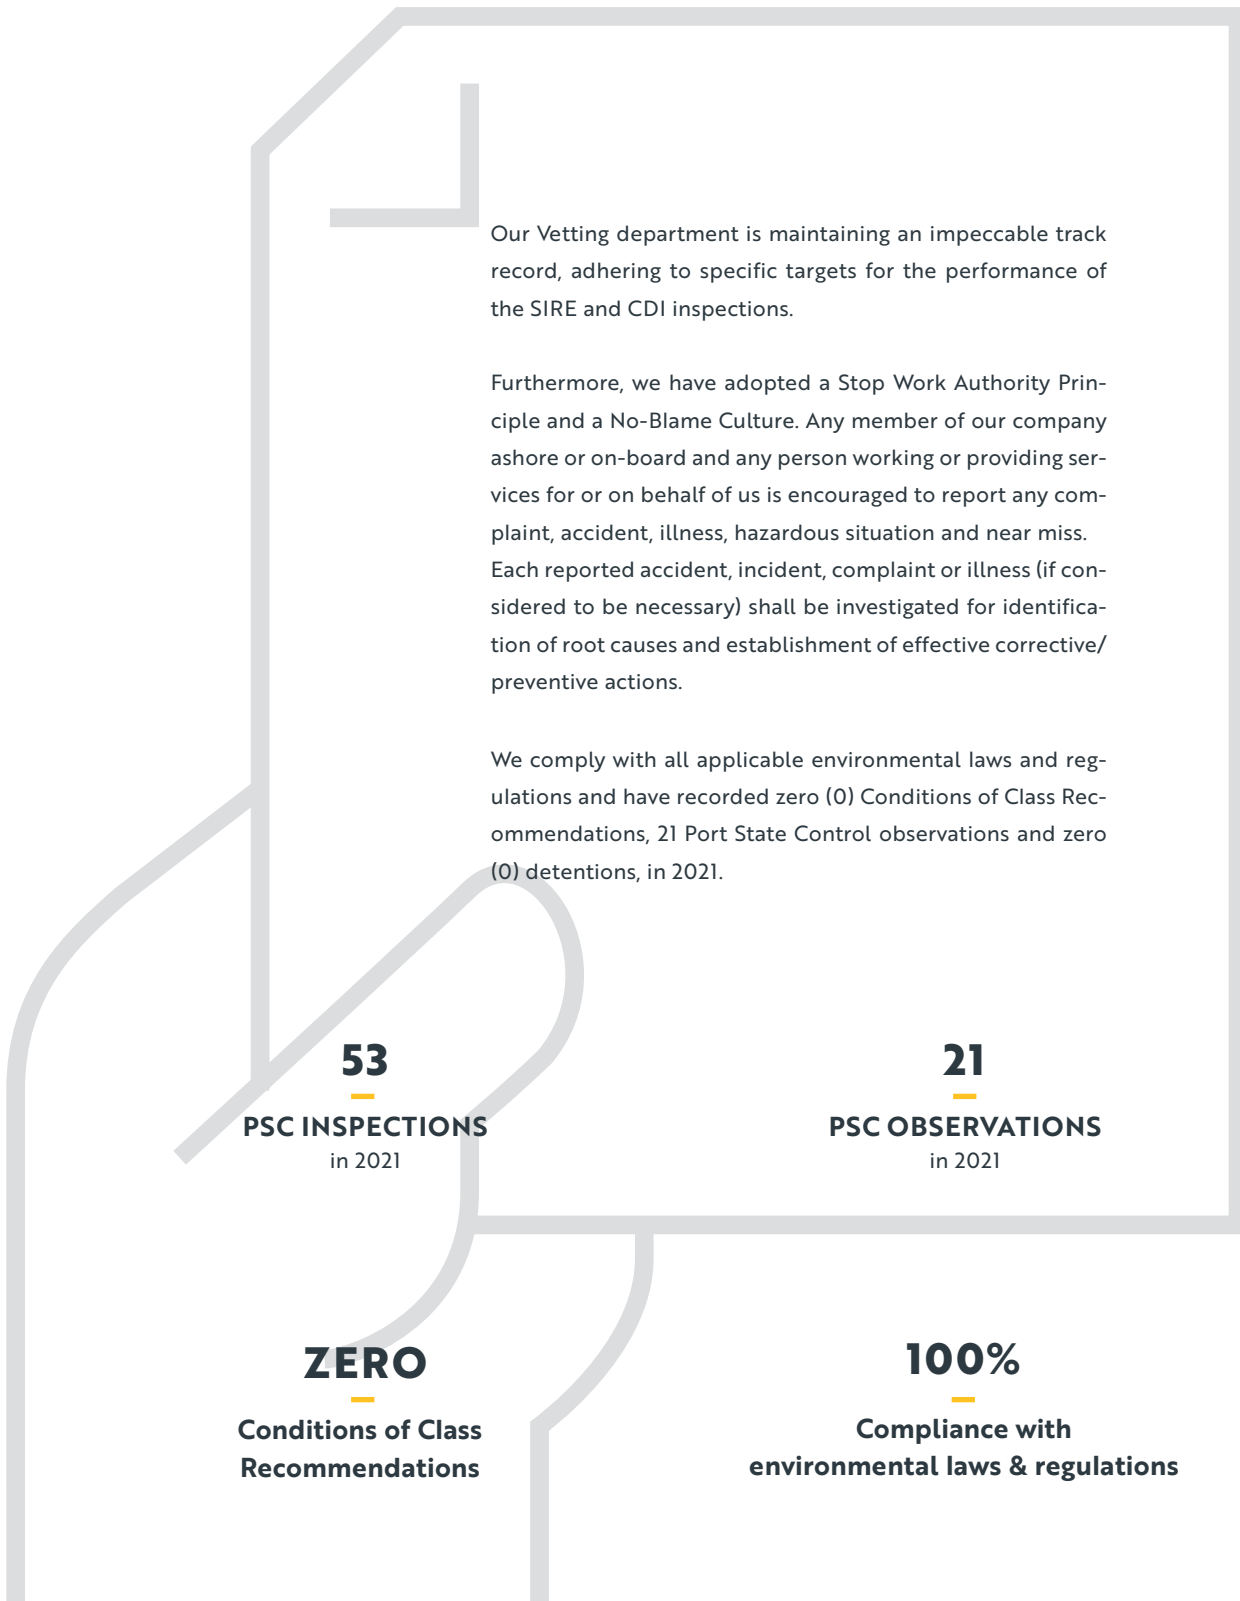 Our Vetting department is maintaining an impeccable track
record, adhering to specific targets for the performance of
the SIRE and CDI inspections.
Furthermore, we have adopted a Stop Work Authority Prin-
ciple and a No-Blame Culture. Any member of our company
ashore or on-board and any person working or providing ser-
vices for or on behalf of us is encouraged to report any com-
plaint, accident, illness, hazardous situation and near miss.
Each reported accident, incident, complaint or illness (if con-
sidered to be necessary) shall be investigated for identifica-
tion of root causes and establishment of effective corrective/
preventive actions.
We comply with all applicable environmental laws and reg-
ulations and have recorded zero (0) Conditions of Class Rec-
ommendations, 21 Port State Control observations and zero
(0) detentions, in 2021.
53
PSC INSPECTIONS
in 2021
21
PSC OBSERVATIONS
in 2021
ZERO
Conditions of Class
Recommendations
100%
Compliance with
environmental laws & regulations